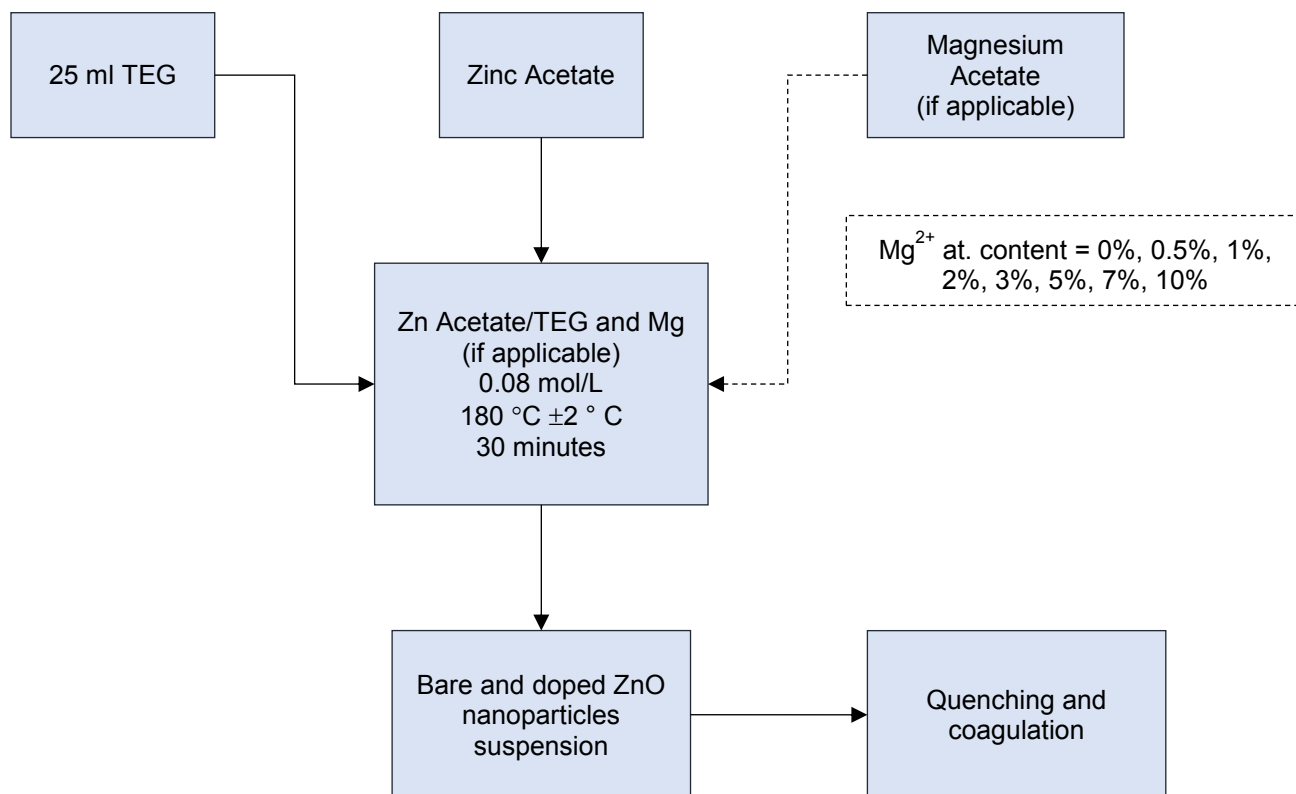 25 ml TEG
Zinc Acetate
Magnesium
Acetate
(if applicable)
Mg²⁺ at. content = 0%, 0.5%, 1%,
2%, 3%, 5%, 7%, 10%
Zn Acetate/TEG and Mg
(if applicable)
0.08 mol/L
180 °C ±2 ° C
30 minutes
Bare and doped ZnO
nanoparticles
suspension
Quenching and
coagulation